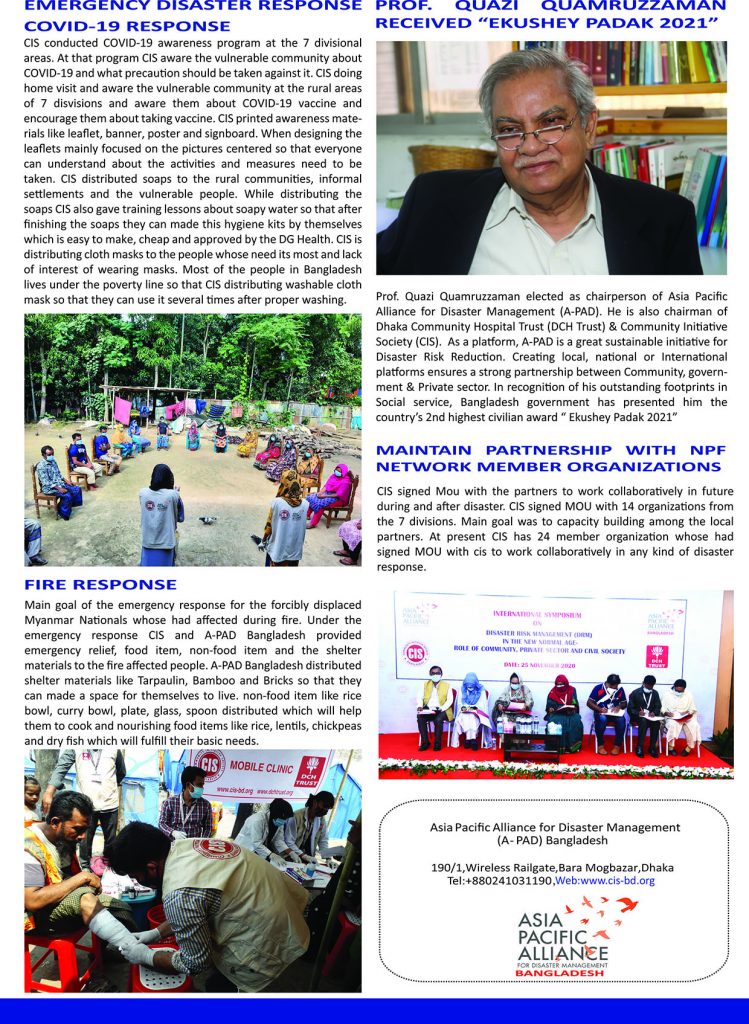 EMERGENCY DISASTER RESPONSE
COVID-19 RESPONSE
CIS conducted COVID-19 awareness program at the 7 divisional
areas. At that program CIS aware the vulnerable community about
COVID-19 and what precaution should be taken against it. CIS doing
home visit and aware the vulnerable community at the rural areas
of 7 disvisions and aware them about COVID-19 vaccine and
encourage them about taking vaccine. CIS printed awareness mate-
rials like leaflet, banner, poster and signboard. When designing the
leaflets mainly focused on the pictures centered so that everyone
can understand about the activities and measures need to be
taken. CIS distributed soaps to the rural communities, informal
settlements and the vulnerable people. While distributing the
soaps CIS also gave training lessons about soapy water so that after
finishing the soaps they can made this hygiene kits by themselves
which is easy to make, cheap and approved by the DG Health. CIS is
distributing cloth masks to the people whose need its most and lack
of interest of wearing masks. Most of the people in Bangladesh
lives under the poverty line so that CIS distributing washable cloth
mask so that they can use it several times after proper washing.
FIRE RESPONSE
Main goal of the emergency response for the forcibly displaced
Myanmar Nationals whose had affected during fire. Under the
emergency response CIS and A-PAD Bangladesh provided
emergency relief, food item, non-food item and the shelter
materials to the fire affected people. A-PAD Bangladesh distributed
shelter materials like Tarpaulin, Bamboo and Bricks so that they
can made a space for themselves to live. non-food item like rice
bowl, curry bowl, plate, glass, spoon distributed which will help
them to cook and nourishing food items like rice, lentils, chickpeas
and dry fish which will fulfill their basic needs.
CIS
MOBILE CLINIC
DCH
TRUST
www.cis-bd.org www.dchtrust.org
PROF. QUAZI QUAMRUZZAMAN
RECEIVED “EKUSHEY PADAK 2021”
Prof. Quazi Quamruzzaman elected as chairperson of Asia Pacific
Alliance for Disaster Management (A-PAD). He is also chairman of
Dhaka Community Hospital Trust (DCH Trust) & Community Initiative
Society (CIS). As a platform, A-PAD is a great sustainable initiative for
Disaster Risk Reduction. Creating local, national or International
platforms ensures a strong partnership between Community, govern-
ment & Private sector. In recognition of his outstanding footprints in
Social service, Bangladesh government has presented him the
country’s 2nd highest civilian award “ Ekushey Padak 2021”
MAINTAIN PARTNERSHIP WITH NPF
NETWORK MEMBER ORGANIZATIONS
CIS signed Mou with the partners to work collaboratively in future
during and after disaster. CIS signed MOU with 14 organizations from
the 7 divisions. Main goal was to capacity building among the local
partners. At present CIS has 24 member organization whose had
signed MOU with cis to work collaboratively in any kind of disaster
response.
ASIA
PACIFIC
ALLIANCE
INTERNATIONAL SYMPOSIUM
ON
DISASTER RISK MANAGEMENT (DRM)
IN THE NEW NORMAL AGE:
ROLE OF COMMUNITY, PRIVATE SECTOR AND CIVIL SOCIETY
DATE: 25 NOVEMBER 2020
ASIA
PACIFIC
ALLIANCE
BANGLADESH
CIS
DCH
TRUST
Asia Pacific Alliance for Disaster Management
(A- PAD) Bangladesh
190/1,Wireless Railgate,Bara Mogbazar,Dhaka
Tel:+880241031190,Web:www.cis-bd.org
ASIA
PACIFIC
ALLIANCE
FOR DISASTER MANAGEMENT
BANGLADESH